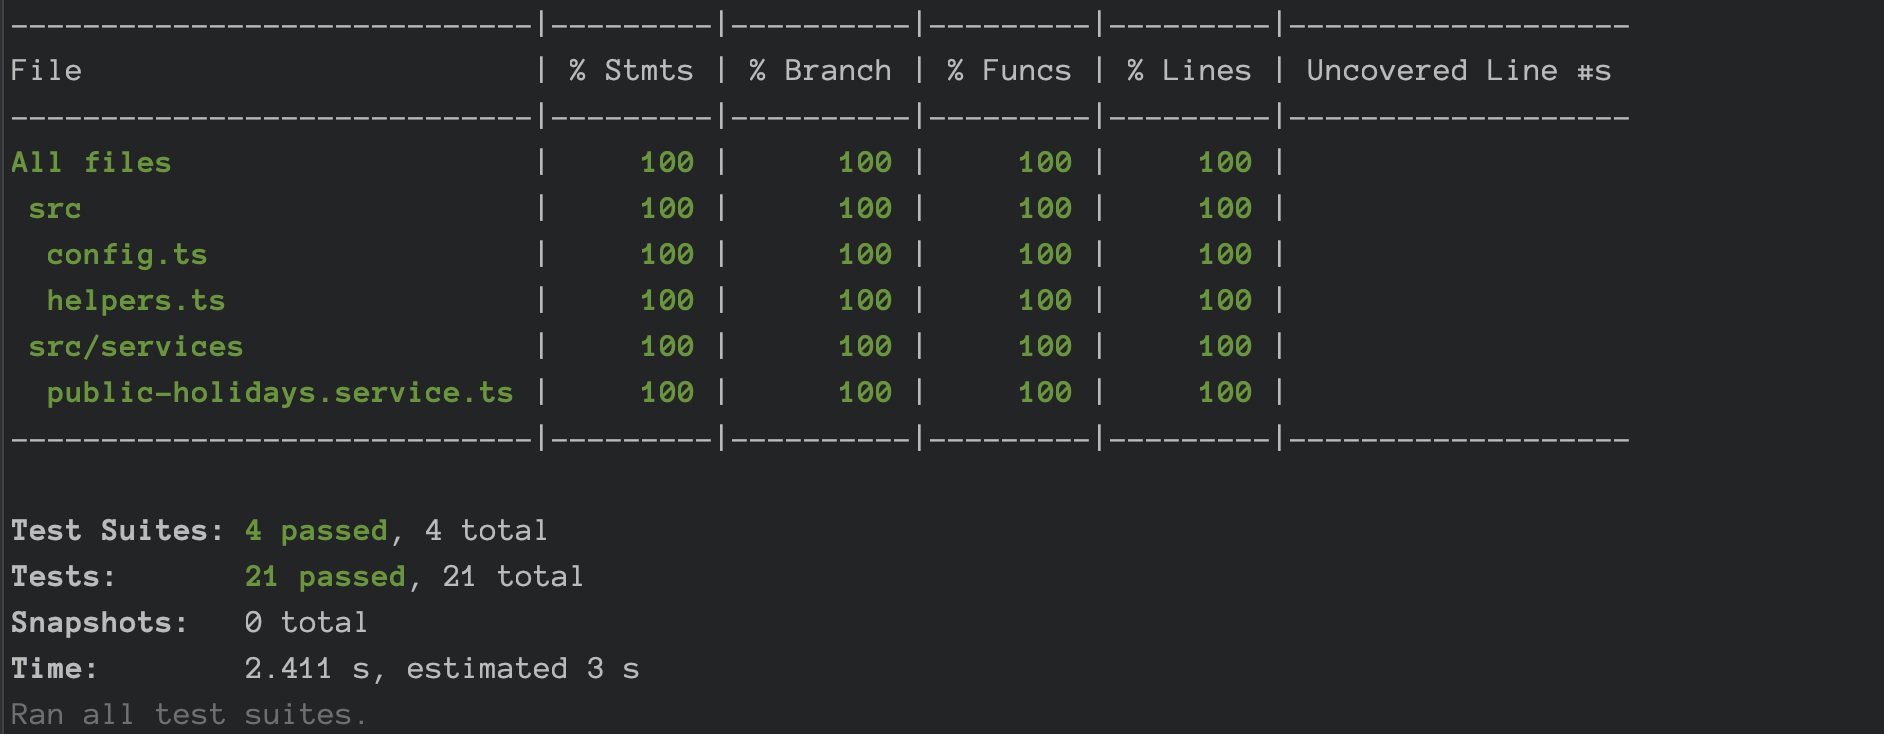 ----------------------------|---------|----------|---------|---------|-------------------
File                        | % Stmts | % Branch | % Funcs | % Lines | Uncovered Line #s
----------------------------|---------|----------|---------|---------|-------------------
All files                   |     100 |      100 |     100 |     100 |
 src                        |     100 |      100 |     100 |     100 |
  config.ts                 |     100 |      100 |     100 |     100 |
  helpers.ts                |     100 |      100 |     100 |     100 |
 src/services               |     100 |      100 |     100 |     100 |
  public-holidays.service.ts |     100 |      100 |     100 |     100 |
----------------------------|---------|----------|---------|---------|-------------------
Test Suites: 4 passed, 4 total
Tests:       21 passed, 21 total
Snapshots:   0 total
Time:        2.411 s, estimated 3 s
Ran all test suites.